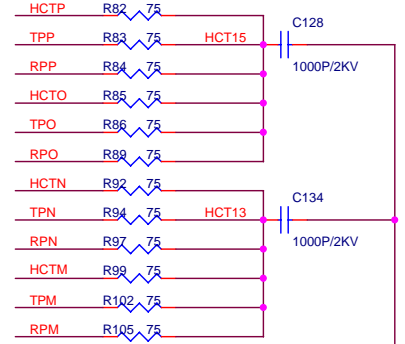 HCTP R82 75
C128
TPP R83 75 HCT15
RPP R84 75
1000P/2KV
HCTO R85 75
TPO R86 75
RPO R89 75
HCTN R92 75
C134
TPN R94 75 HCT13
RPN R97 75
1000P/2KV
HCTM R99 75
TPM R102 75
RPM R105 75